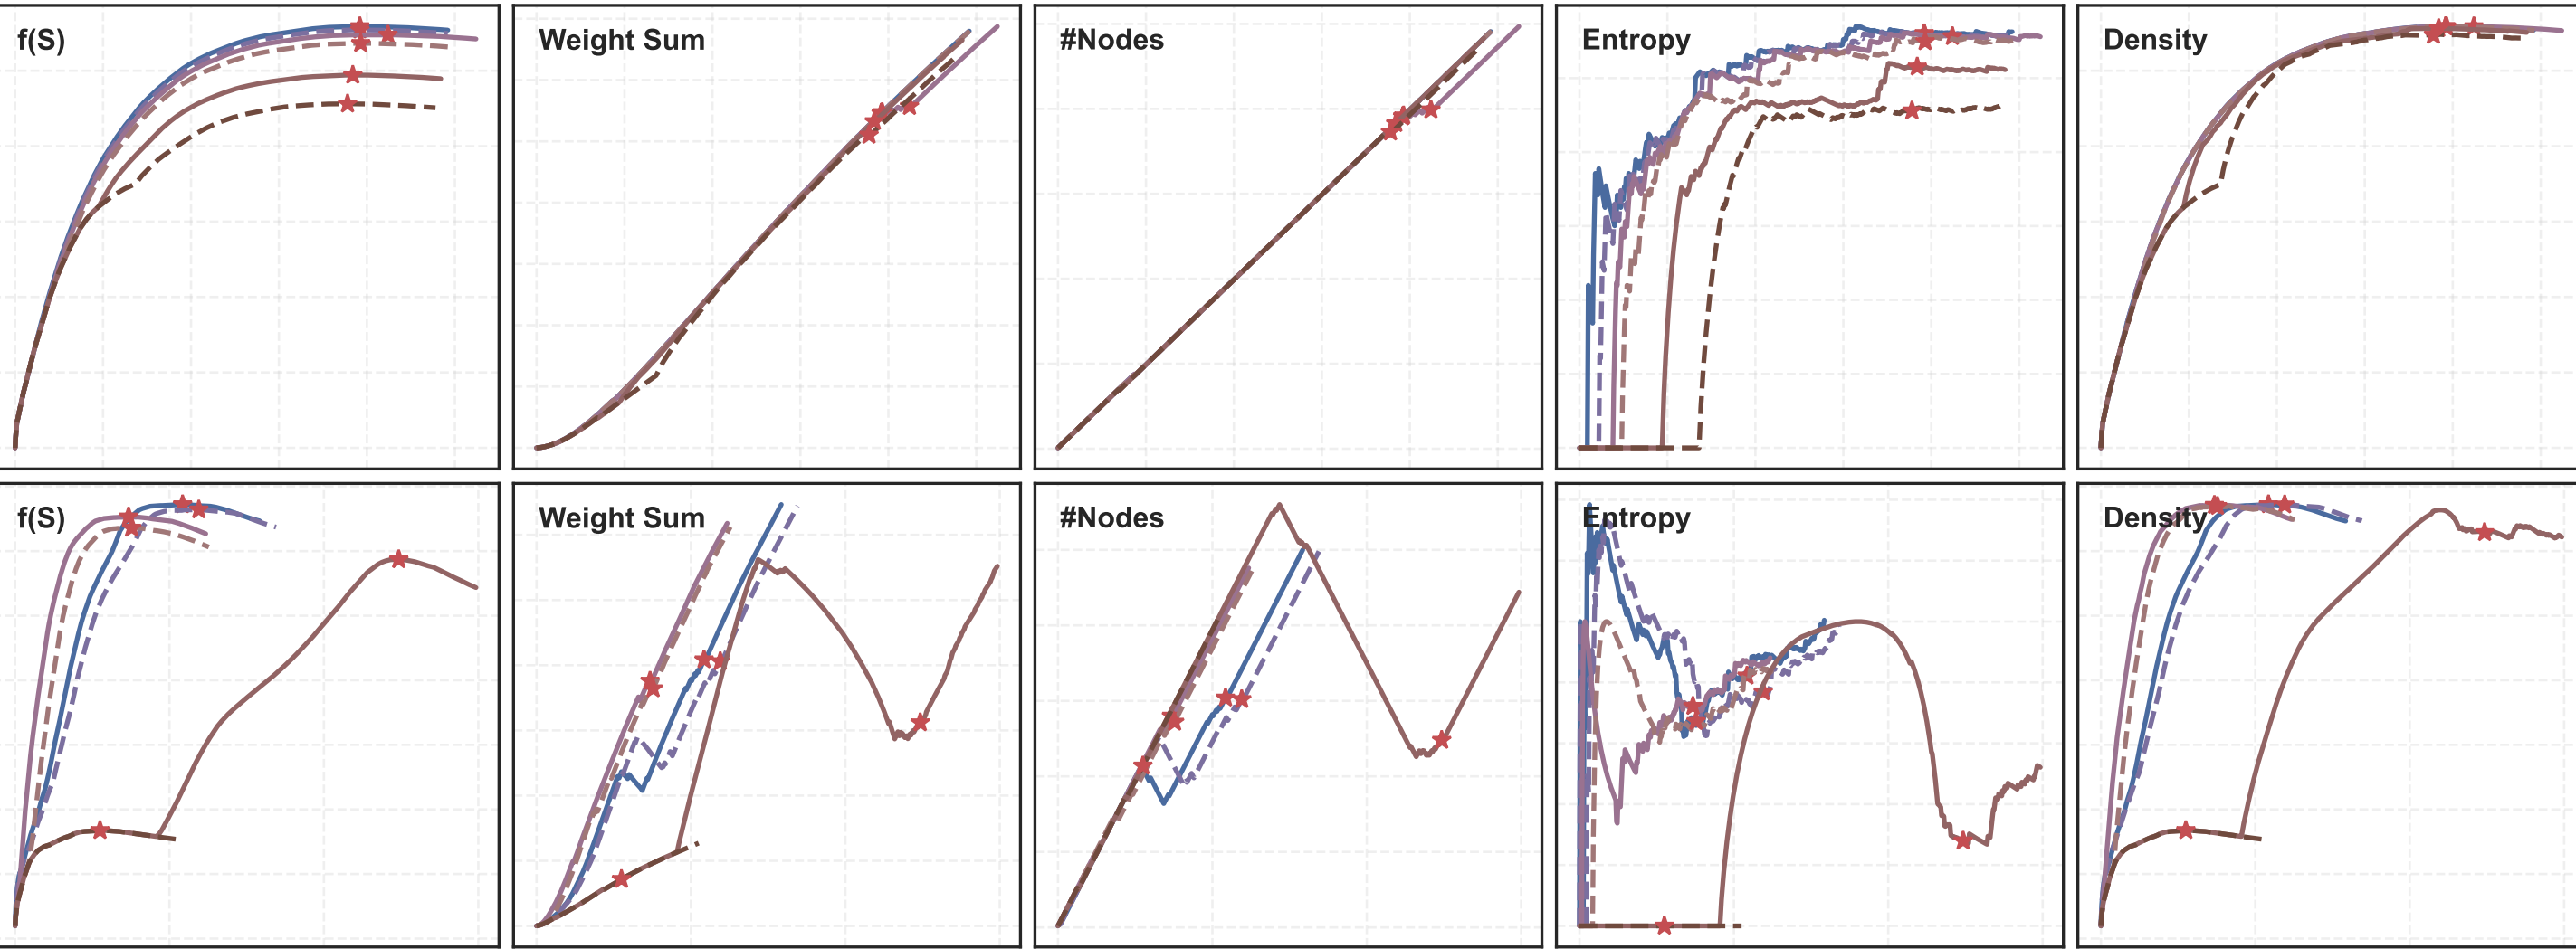 f(S)
Weight Sum
#Nodes
Entropy
Density
f(S)
Weight Sum
#Nodes
Entropy
Density